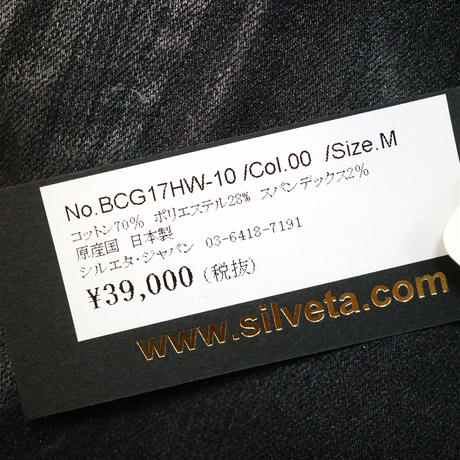 No.BCG17HW-10 /Col.00 /Size.M
コットン70% ポリエステル28% スパンデックス2%
原産国 日本製
シルエタ・ジャパン 03-6418-7191
¥39,000 (税抜)
www.silveta.com